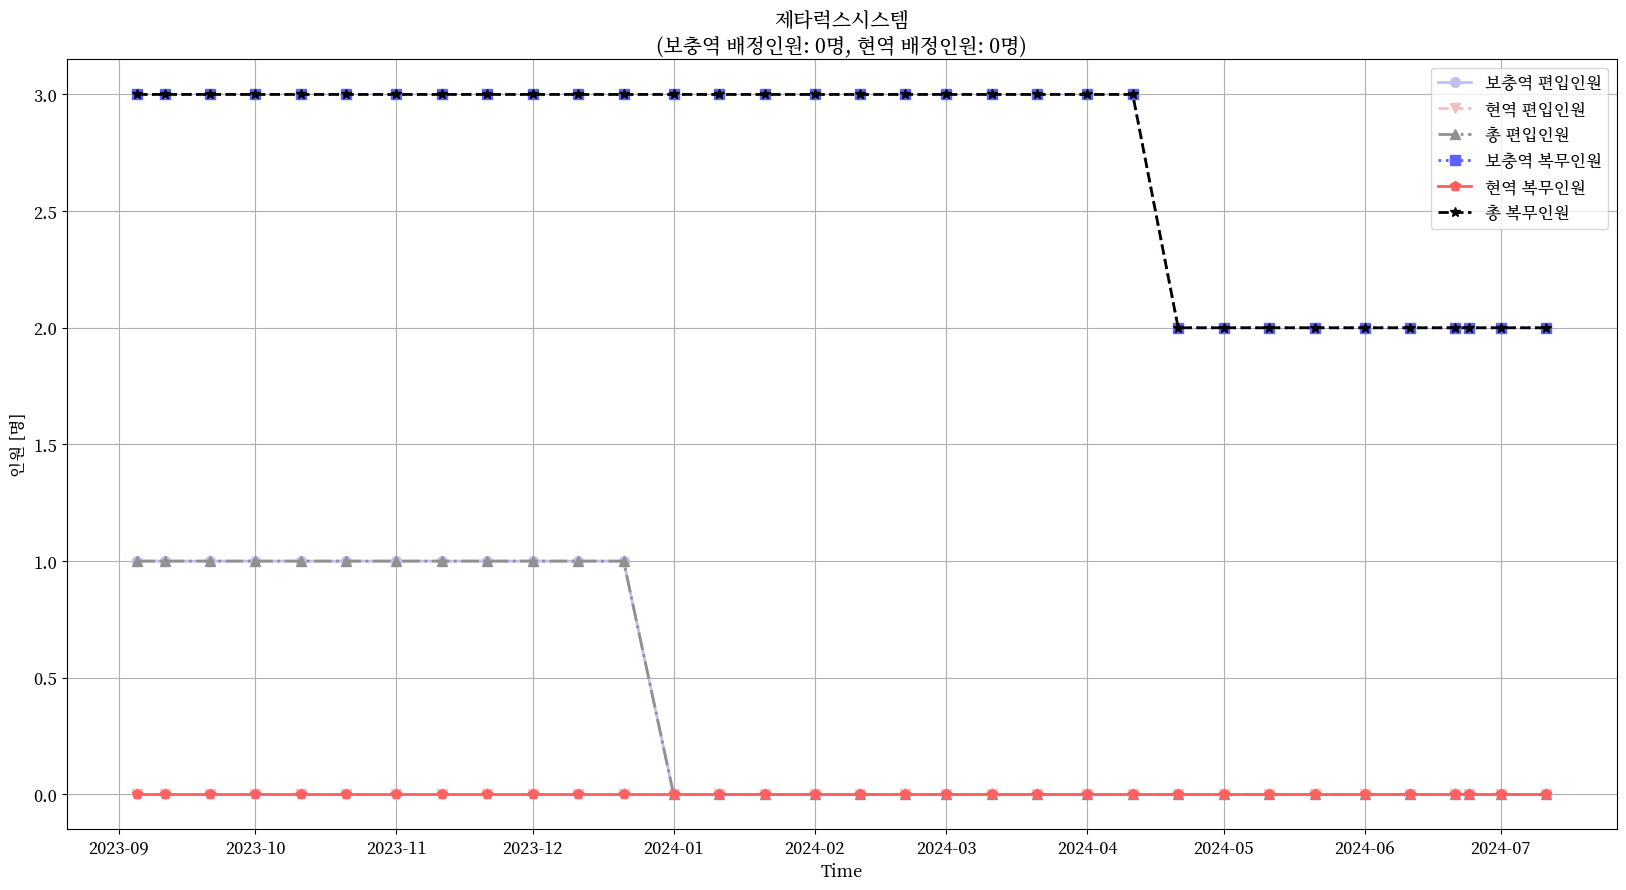 제타럭스시스템
(보충역 배정인원: 0명, 현역 배정인원: 0명)
보충역 편입인원
현역 편입인원
총 편입인원
보충역 복무인원
현역 복무인원
총 복무인원
인원 [명]
3.0
2.5
2.0
1.5
1.0
0.5
0.0
2023-09 2023-10 2023-11 2023-12 2024-01 2024-02 2024-03 2024-04 2024-05 2024-06 2024-07
Time